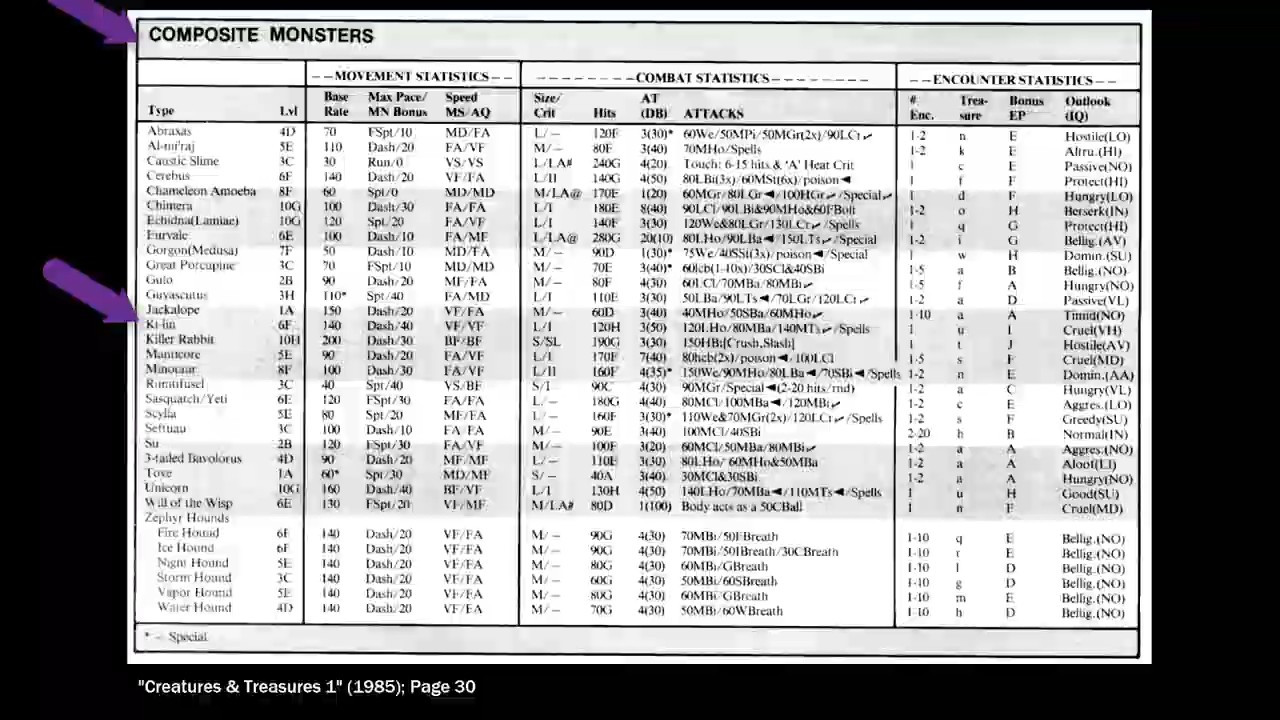 COMPOSITE MONSTERS
– – MOVEMENT STATISTICS – – – – – – – – – – COMBAT STATISTICS – – – – – – – – – ENCOUNTER STATISTICS – –
Base Max Pace/ Speed Size/ AT # Trea- Bonus Outlook
Type Lvl Rate MN Bonus MS/AQ Crit Hits (DB) ATTACKS Enc. sure EP (IQ)
Abraxas 4D 70 FSpt/10 MD/FA L/– 120F 3(30)* 60We/50MPi/50MGr(2x)/90LCr✓ 1-2 n E Hostile(LO)
Al-mi'raj 5E 110 Dash/20 FA/VF M/– 80F 3(40) 70MHo/Spells 1-2 k E Altru.(HI)
Caustic Slime 3C 30 Run/0 VS/VS L/LA# 240G 4(20) Touch: 6-15 hits & 'A' Heat Crit 1 c E Passive(NO)
Cerebus 6F 140 Dash/20 VF/FA L/II 140G 4(50) 80LBi(3x)/60MSt(6x)/poison◄ 1 f F Protect(HI)
Chameleon Amoeba 8F 60 Spt/0 MD/MD M/LA@ 170E 1(20) 60MGr/80LGr◄/100HGr✓/Special✓ 1 d F Hungry(LO)
Chimera 10G 100 Dash/30 FA/FA L/I 180E 8(40) 90LCl/90LBi&90MHo&60FBolt 1-2 o H Berserk(IN)
Echidna(Lamiae) 10G 120 Spt/20 VF/FA L/I 140F 3(30) 120We&80LGr/130LCr✓/Spells 1 q G Protect(HI)
Eurvale 6E 100 Dash/10 FA/MF L/LA@ 280G 20(10) 80LHo/90LBa◄/150LTs✓/Special 1-2 i G Bellig.(AV)
Gorgon(Medusa) 7F 50 Dash/10 MD/FA M/– 90D 1(30)* 75We/40SSt(3x)/poison◄/Special 1 w H Domin.(SU)
Great Porcupine 3C 70 FSpt/10 MD/MD M/– 70E 3(40)* 60lcb(1-10x)/30SCl&40SBi 1-5 a B Bellig.(NO)
Gulo 2B 90 Dash/20 MF/FA M/– 80F 4(30) 60LCl/70MBa/80MBi 1-5 f A Hungry(NO)
Guyascutus 3H 110* Spt/40 FA/MD L/I 110E 3(30) 50LBa/90LTs◄/70LGr/120LCr✓ 1-2 a D Passive(VL)
Jackalope 1A 150 Dash/20 VF/FA M/– 60D 3(40) 40MHo/50SBa/60MHo✓ 1-10 a A Timid(NO)
Ki-lin 6F 140 Dash/40 VF/VF L/I 120H 3(50) 120LHo/80MBa/140MTs✓/Spells 1 u I Cruel(VH)
Killer Rabbit 10H 200 Dash/30 BF/BF S/SL 190G 3(30) 150HBi[Crush,Slash] 1 t J Hostile(AV)
Manticore 5E 90 Dash/20 FA/VF L/I 170F 7(40) 80hcb(2x)/poison◄100LCl 1-5 s F Cruel(MD)
Minotaur 8F 100 Dash/30 FA/VF L/II 160F 4(35)* 150We/90MHo/80LBa◄/70SBi◄/Spells 1-2 n E Domin.(AA)
Rumtifusel 3C 40 Spt/40 VS/BF S/I 90C 4(30) 90MGr/Special◄(2-20 hits/rnd) 1-2 a C Hungry(VL)
Sasquatch/Yeti 6E 120 FSpt/30 FA/FA L/– 180G 4(40) 80MCl/100MBa✓/120MBi✓ 1-2 c E Aggres.(LO)
Scylla 5E 80 Spt/20 MF/FA L/– 160F 3(30)* 110We&70MGr(2x)/120LCr✓/Spells 1-2 s F Greedy(SU)
Seftuau 3C 100 Dash/10 FA/FA M/– 90E 3(40) 100MCl/40SBi 2-20 h B Normal(IN)
Su 2B 120 FSpt/30 FA/VF M/– 100F 3(20) 60MCl/50MBa/80MBi✓ 1-2 a A Aggres.(NO)
3-tailed Bavolorus 4D 90 Dash/20 MF/MF L/– 110E 3(30) 80LHo/60MHo&50MBa 1-2 a A Aloof(LI)
Tove 1A 60* Spt/30 MD/MF S/– 40A 3(40) 30MCl&30SBi 1-2 a A Hungry(NO)
Unicorn 10G 160 Dash/40 BF/VF L/I 130H 4(50) 140LHo/70MBa◄/110MTs◄/Spells 1 u H Good(SU)
Will of the Wisp 6E 130 FSpt/20 VF/MF M/LA# 80D 1(100) Body acts as a 50CBall 1 n F Cruel(MD)
Zephyr Hounds
Fire Hound 6F 140 Dash/20 VF/FA M/– 90G 4(30) 70MBi/50FBreath 1-10 q E Bellig.(NO)
Ice Hound 6F 140 Dash/20 VF/FA M/– 90G 4(30) 70MBi/50IBreath/30CBreath 1-10 r E Bellig.(NO)
Night Hound 5E 140 Dash/20 VF/FA M/– 80G 4(30) 60MBi/GBreath 1-10 l D Bellig.(NO)
Storm Hound 3C 140 Dash/20 VF/FA M/– 60G 4(30) 50MBi/60SBreath 1-10 g D Bellig.(NO)
Vapor Hound 5E 140 Dash/20 VF/FA M/– 80G 4(30) 60MBi/GBreath 1-10 m E Bellig.(NO)
Water Hound 4D 140 Dash/20 VF/FA M/– 70G 4(30) 50MBi/60WBreath 1-10 h D Bellig.(NO)
* – Special
"Creatures & Treasures 1" (1985); Page 30